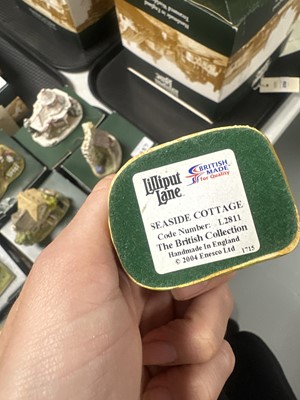 Lilliput
Lane
BRITISH
MADE
for Quality
SEASIDE COTTAGE
Code Number: L2811
The British Collection
Handmade in England
© 2004 Enesco Ltd
1715